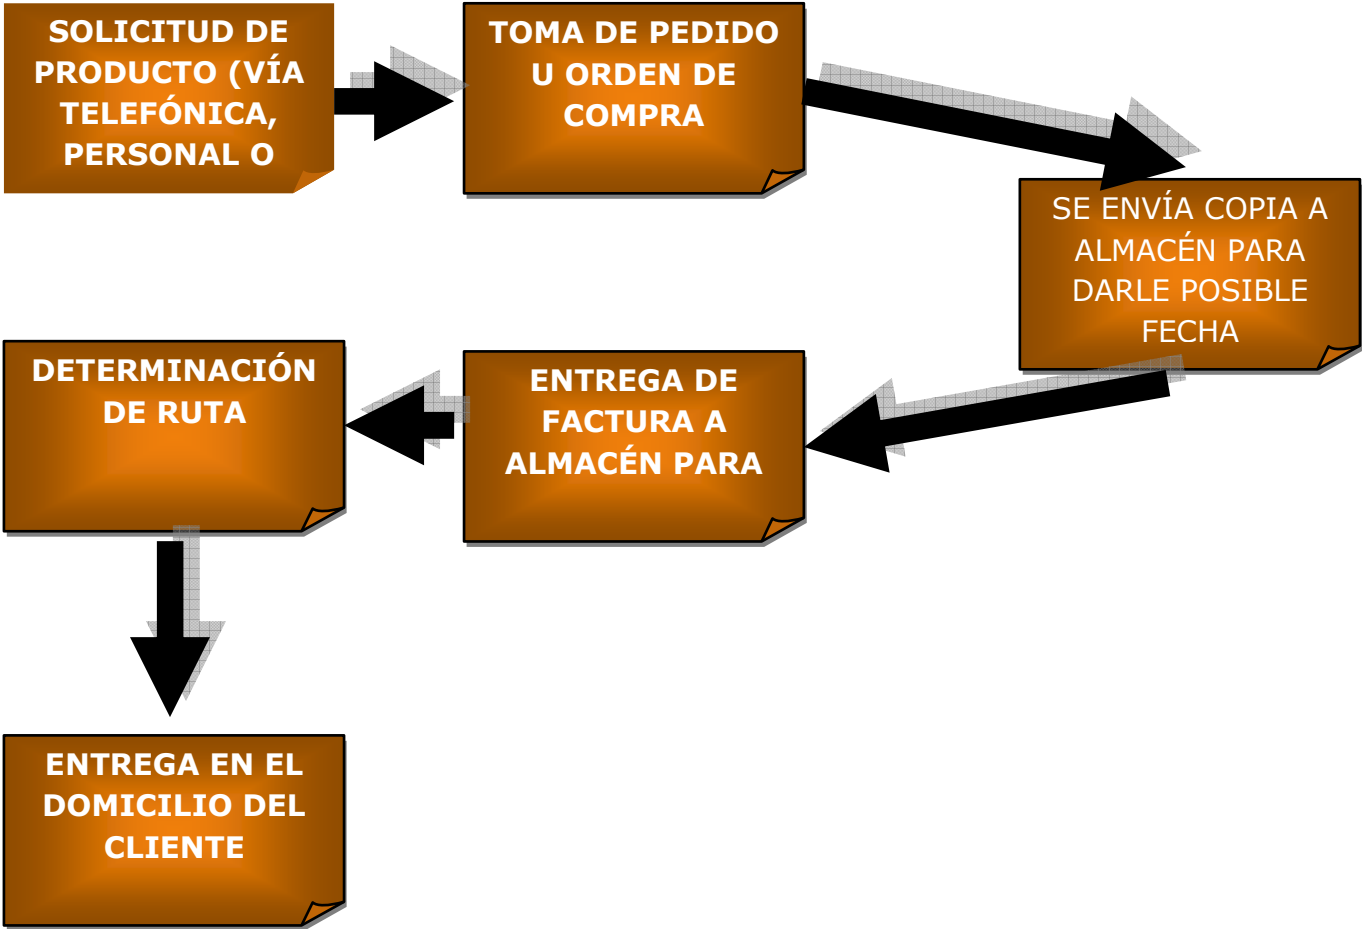 SOLICITUD DE
PRODUCTO (VÍA
TELEFÓNICA,
PERSONAL O
TOMA DE PEDIDO
U ORDEN DE
COMPRA
SE ENVÍA COPIA A
ALMACÉN PARA
DARLE POSIBLE
FECHA
ENTREGA DE
FACTURA A
ALMACÉN PARA
DETERMINACIÓN
DE RUTA
ENTREGA EN EL
DOMICILIO DEL
CLIENTE